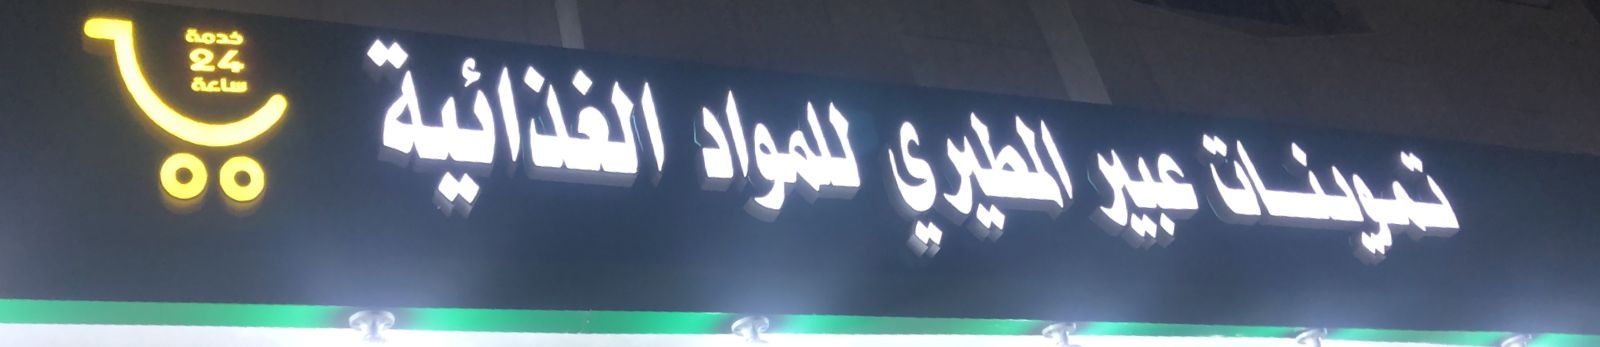 تموينات عبير المطيري للمواد الغذائية
خدمة
24
ساعة